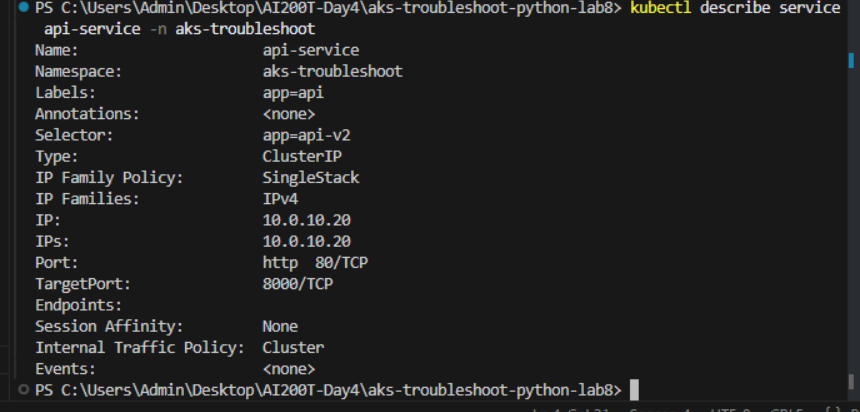 PS C:\Users\Admin\Desktop\AI200T-Day4\aks-troubleshoot-python-lab8> kubectl describe service
api-service -n aks-troubleshoot
Name: api-service
Namespace: aks-troubleshoot
Labels: app=api
Annotations: <none>
Selector: app=api-v2
Type: ClusterIP
IP Family Policy: SingleStack
IP Families: IPv4
IP: 10.0.10.20
IPs: 10.0.10.20
Port: http 80/TCP
TargetPort: 8000/TCP
Endpoints:
Session Affinity: None
Internal Traffic Policy: Cluster
Events: <none>
PS C:\Users\Admin\Desktop\AI200T-Day4\aks-troubleshoot-python-lab8>